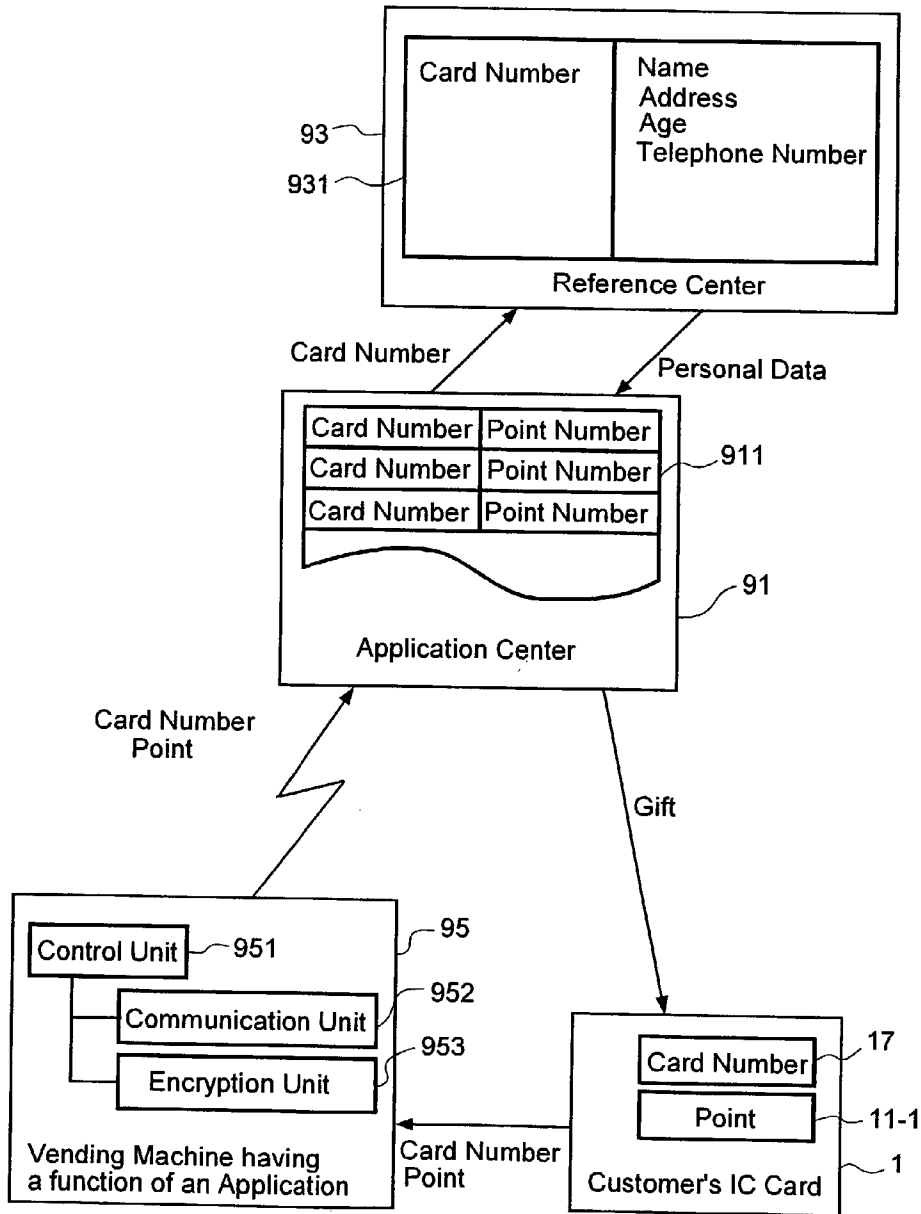 Card Number
Name
Address
Age
Telephone Number
93
931
Reference Center
Card Number
Personal Data
Card Number Point Number
Card Number Point Number
Card Number Point Number
911
91
Application Center
Card Number
Point
Gift
95
Control Unit
951
952
Communication Unit
953
Encryption Unit
Vending Machine having
a function of an Application
Card Number
Point
Card Number
17
Point
11-1
1
Customer's IC Card